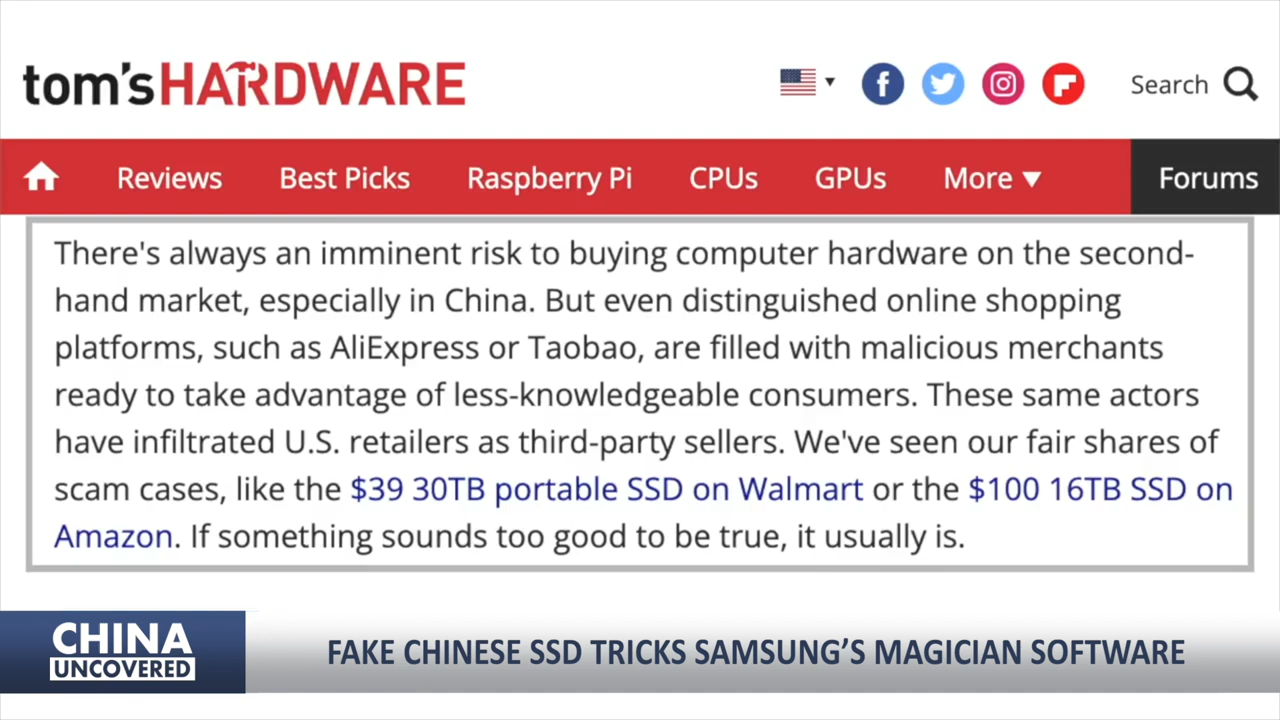 tom'sHARDWARE
Search
Reviews Best Picks Raspberry Pi CPUs GPUs More Forums
There's always an imminent risk to buying computer hardware on the second-
hand market, especially in China. But even distinguished online shopping
platforms, such as AliExpress or Taobao, are filled with malicious merchants
ready to take advantage of less-knowledgeable consumers. These same actors
have infiltrated U.S. retailers as third-party sellers. We've seen our fair shares of
scam cases, like the $39 30TB portable SSD on Walmart or the $100 16TB SSD on
Amazon. If something sounds too good to be true, it usually is.
CHINA
UNCOVERED
FAKE CHINESE SSD TRICKS SAMSUNG'S MAGICIAN SOFTWARE